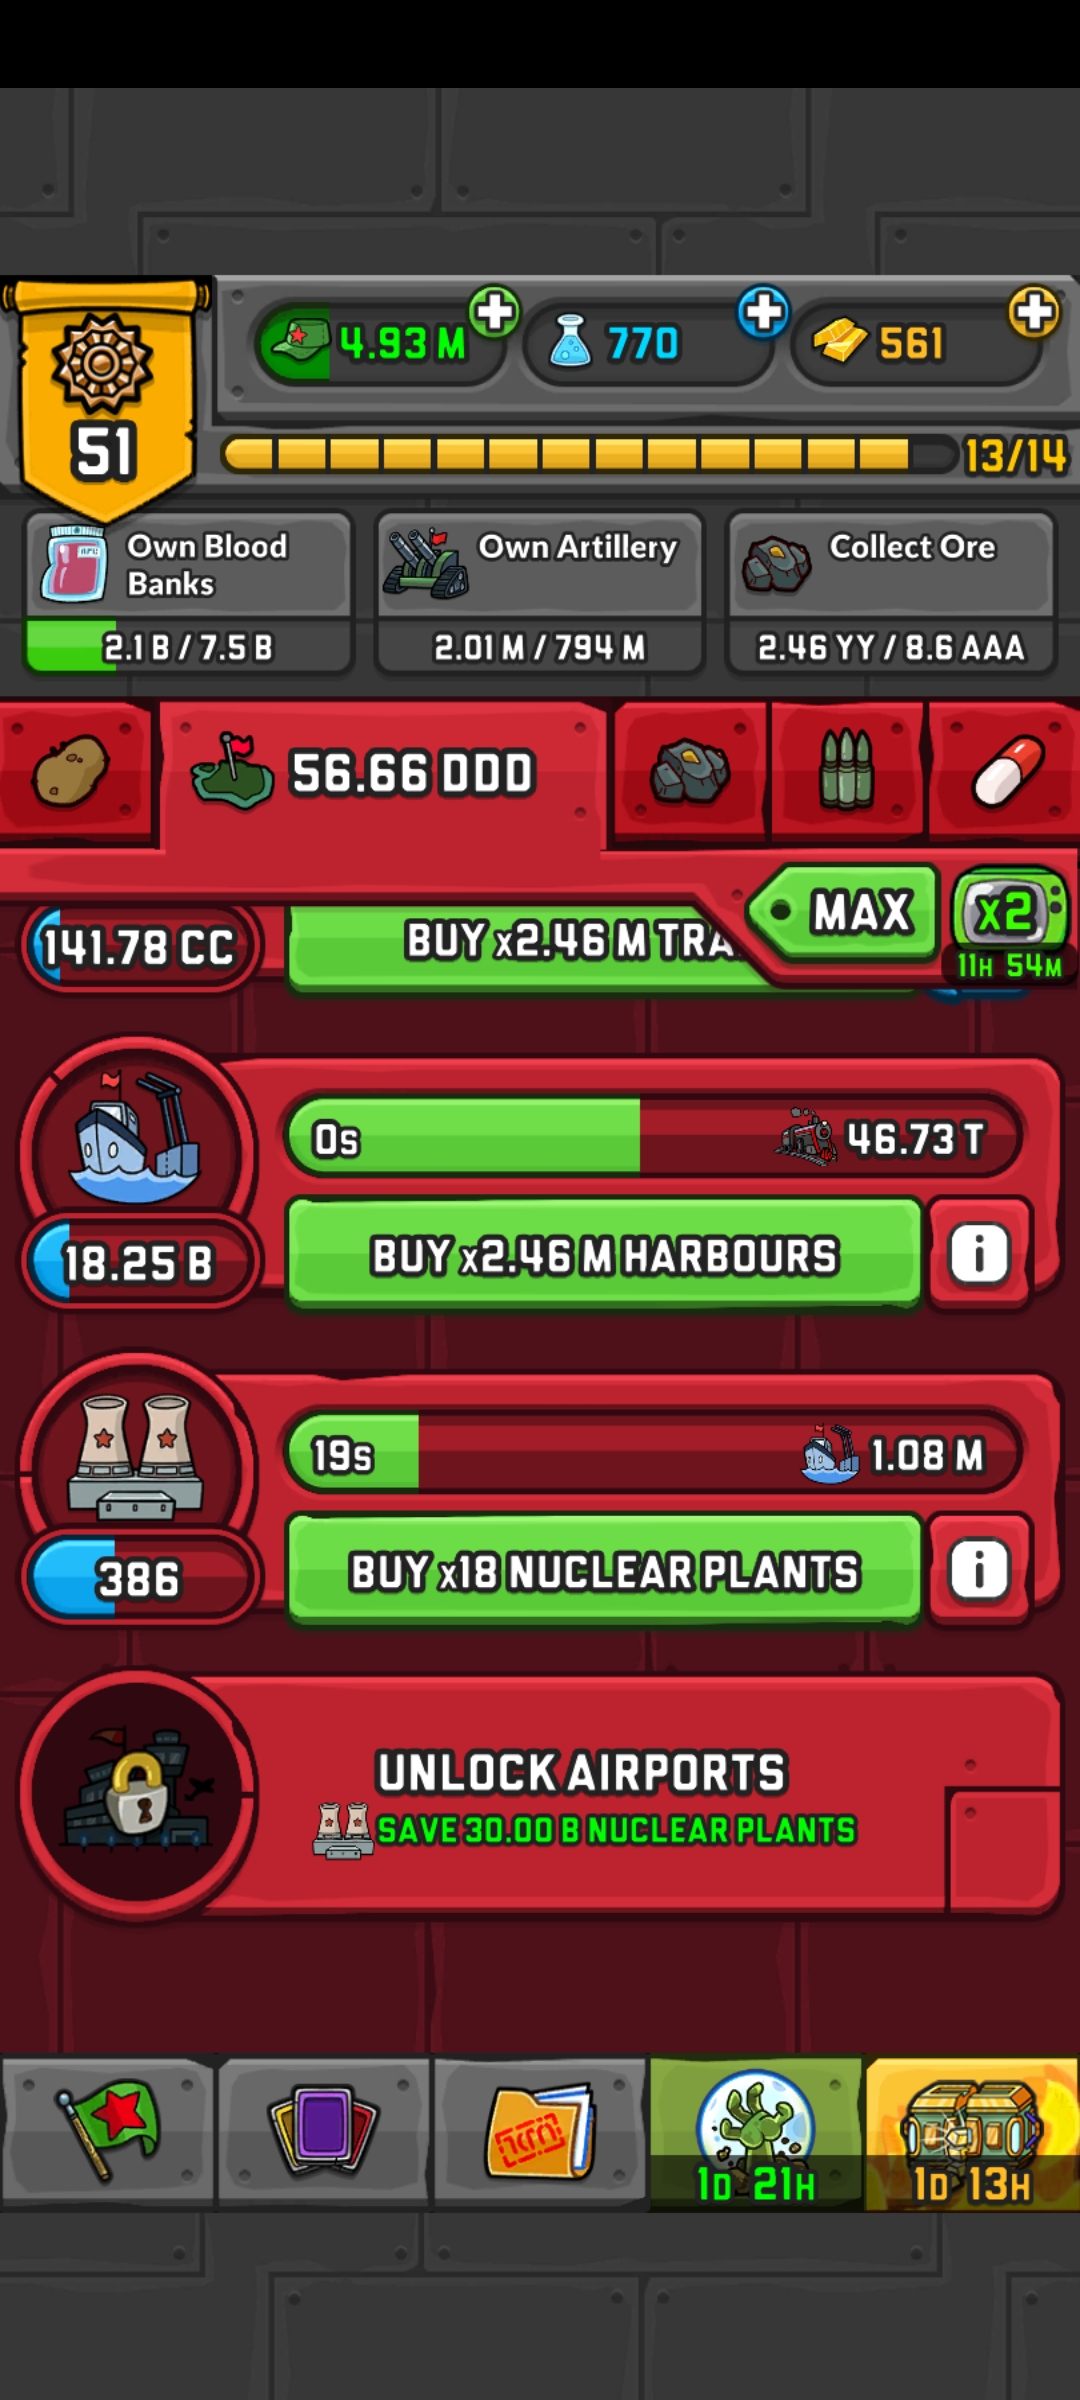 4.93 M
770
561
51
13/14
Own Blood Banks
Own Artillery
Collect Ore
2.1 B / 7.5 B
2.01 M / 794 M
2.46 YY / 8.6 AAA
56.66 DDD
MAX
x2
11H 54M
141.78 CC
BUY x2.46 M TRA
0s
46.73 T
18.25 B
BUY x2.46 M HARBOURS
i
19s
1.08 M
386
BUY x18 NUCLEAR PLANTS
i
UNLOCK AIRPORTS
SAVE 30.00 B NUCLEAR PLANTS
1D 21H
1D 13H